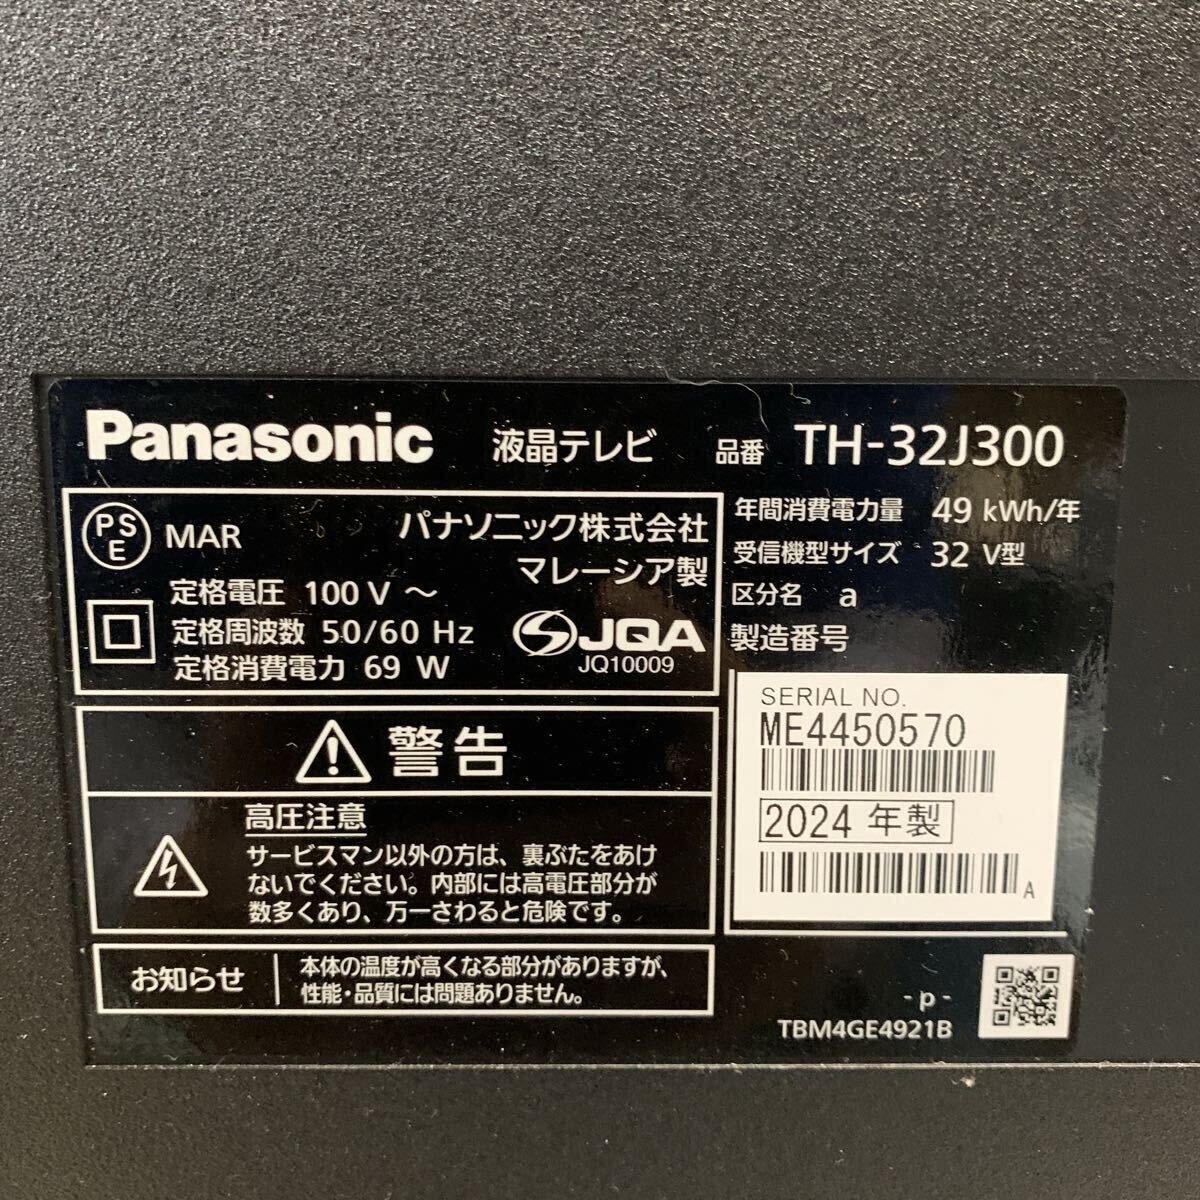 Panasonic 液晶テレビ 品番 TH-32J300
PS
E
MAR
パナソニック株式会社
マレーシア製
定格電圧 100 V ～
定格周波数 50/60 Hz
定格消費電力 69 W
JQA
JQ10009
年間消費電力量 49 kWh/年
受信機型サイズ 32 V型
区分名 a
製造番号
SERIAL NO.
ME4450570
2024 年製
A
警告
高圧注意
サービスマン以外の方は、裏ぶたをあけ
ないでください。内部には高電圧部分が
数多くあり、万一さわると危険です。
お知らせ
本体の温度が高くなる部分がありますが、
性能・品質には問題ありません。
- p -
TBM4GE4921B